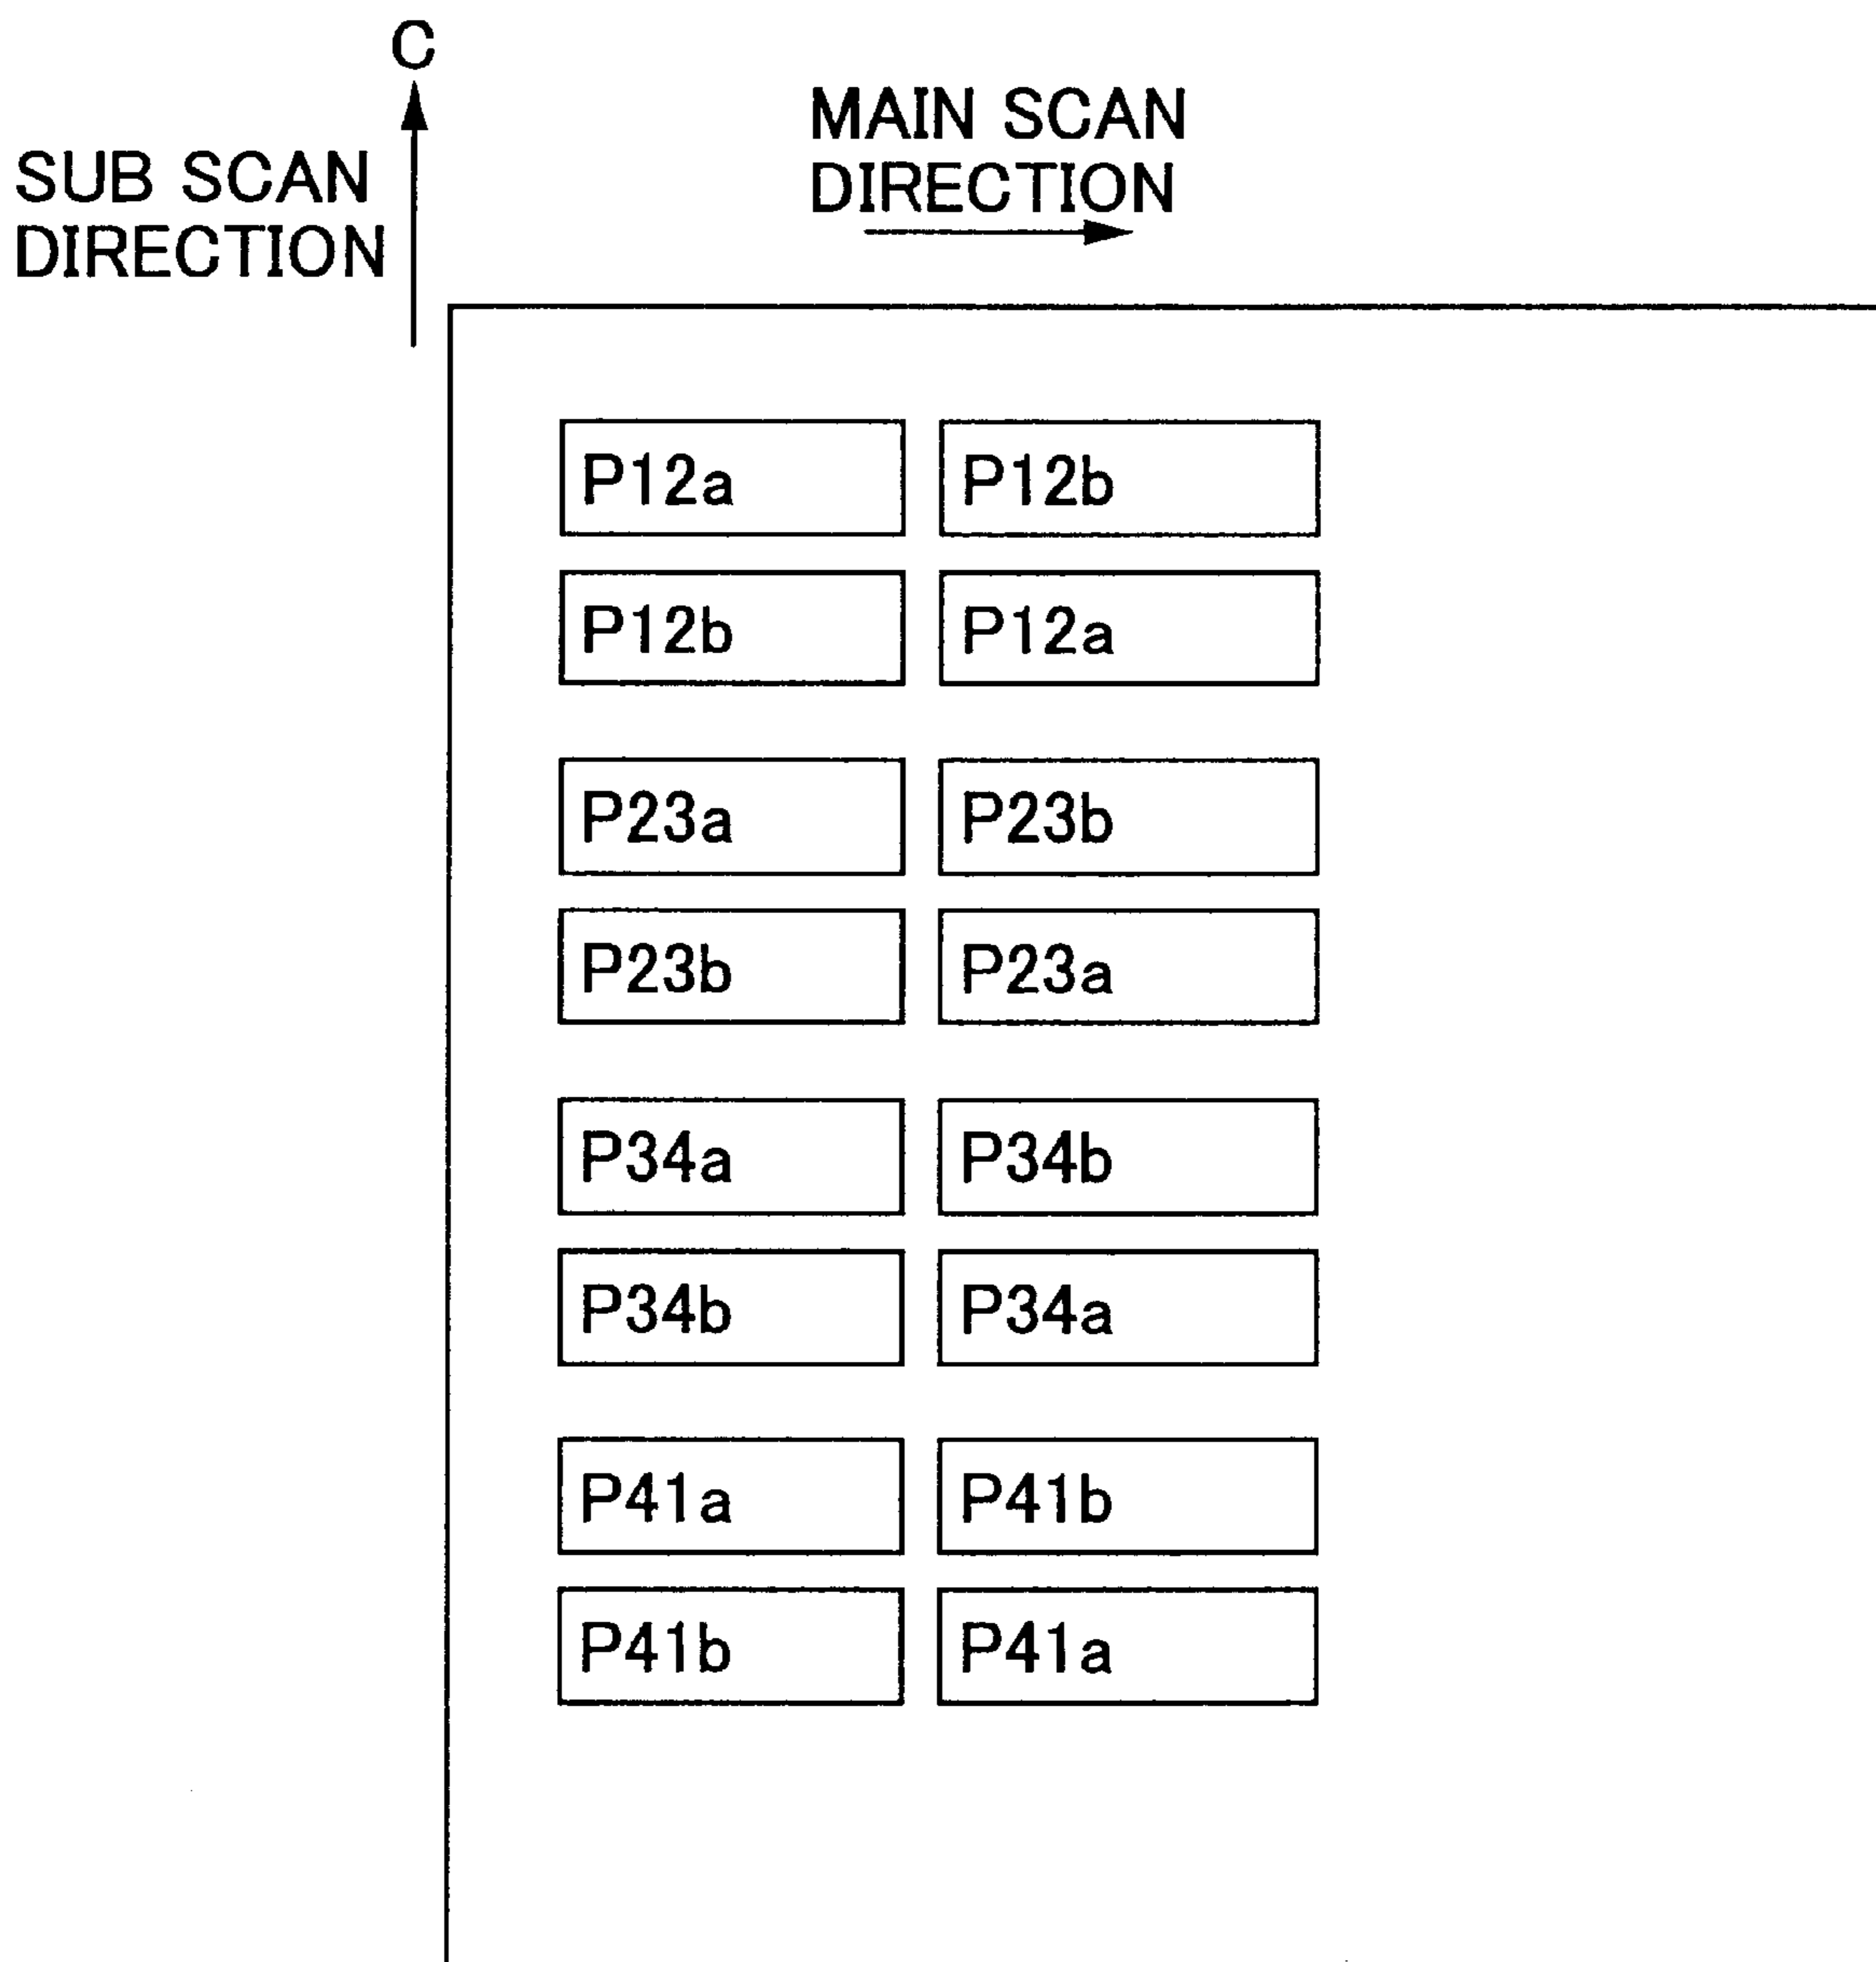 C
SUB SCAN
DIRECTION
MAIN SCAN
DIRECTION
P12a P12b
P12b P12a
P23a P23b
P23b P23a
P34a P34b
P34b P34a
P41a P41b
P41b P41a